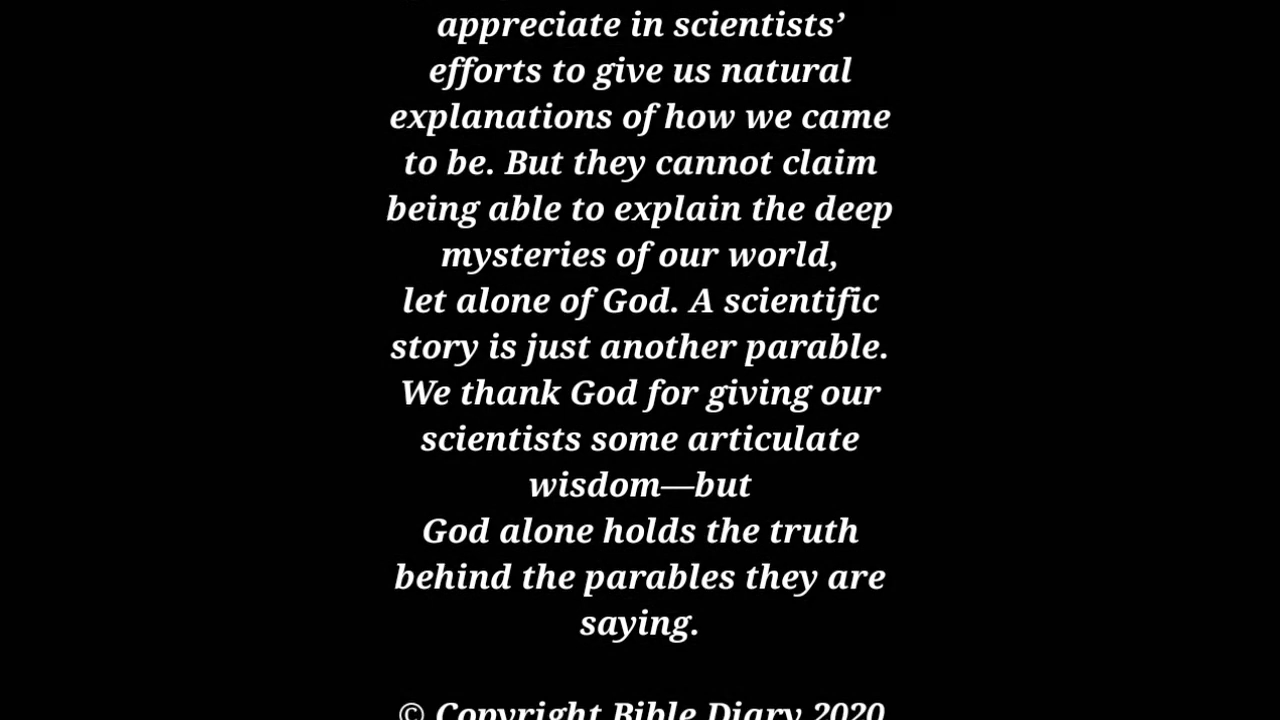 appreciate in scientists’
efforts to give us natural
explanations of how we came
to be. But they cannot claim
being able to explain the deep
mysteries of our world,
let alone of God. A scientific
story is just another parable.
We thank God for giving our
scientists some articulate
wisdom—but
God alone holds the truth
behind the parables they are
saying.
© Copyright Bible Diary 2020